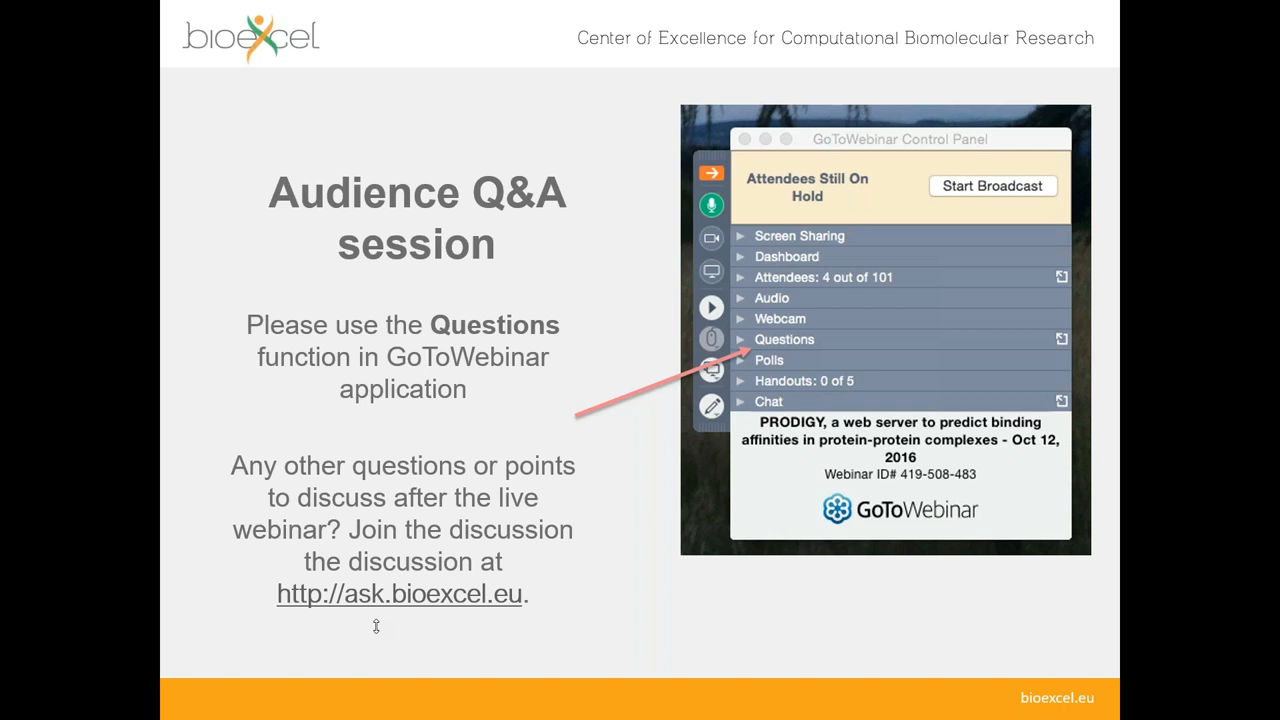 bioexcel
Center of Excellence for Computational Biomolecular Research
Audience Q&A
session
Please use the Questions
function in GoToWebinar
application
Any other questions or points
to discuss after the live
webinar? Join the discussion
the discussion at
http://ask.bioexcel.eu.
GoToWebinar Control Panel
Attendees Still On
Hold
Start Broadcast
Screen Sharing
Dashboard
Attendees: 4 out of 101
Audio
Webcam
Questions
Polls
Handouts: 0 of 5
Chat
PRODIGY, a web server to predict binding
affinities in protein-protein complexes - Oct 12,
2016
Webinar ID# 419-508-483
GoToWebinar
bioexcel.eu